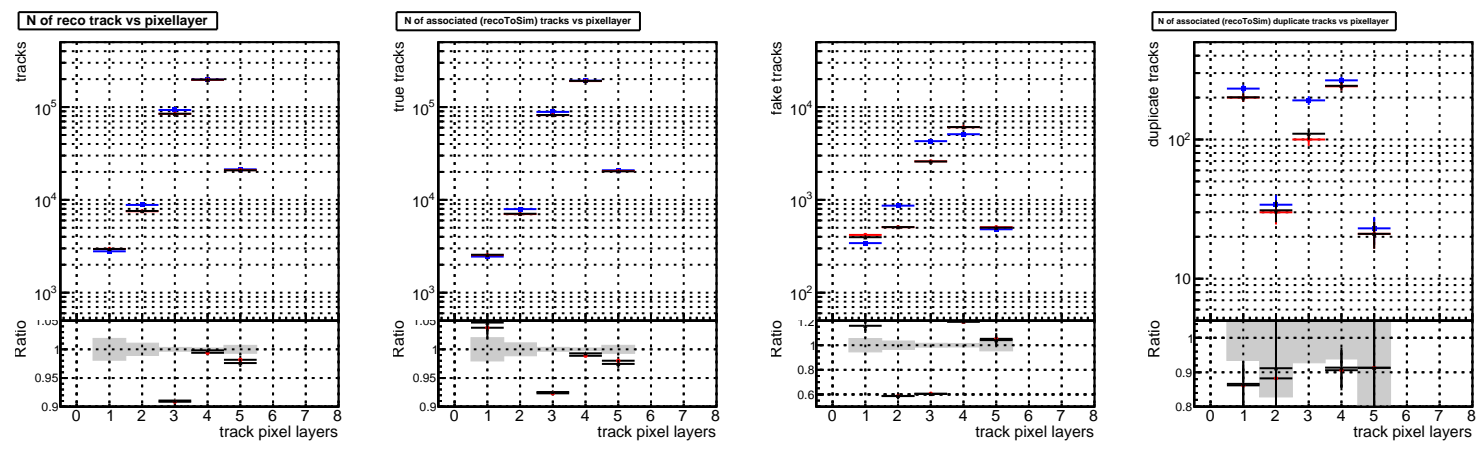 N of reco track vs pixellayer
tracks
10^5
10^4
10^3
Ratio
1.05
1
0.95
0.9
0 1 2 3 4 5 6 7 8
track pixel layers
N of associated (recoToSim) tracks vs pixellayer
true tracks
10^5
10^4
10^3
Ratio
1.05
1
0.95
0.9
0 1 2 3 4 5 6 7 8
track pixel layers
fake tracks
10^4
10^3
10^2
Ratio
1.2
1
0.8
0.6
0 1 2 3 4 5 6 7 8
track pixel layers
N of associated (recoToSim) duplicate tracks vs pixellayer
duplicate tracks
10^2
10
Ratio
1
0.9
0.8
0 1 2 3 4 5 6 7 8
track pixel layers